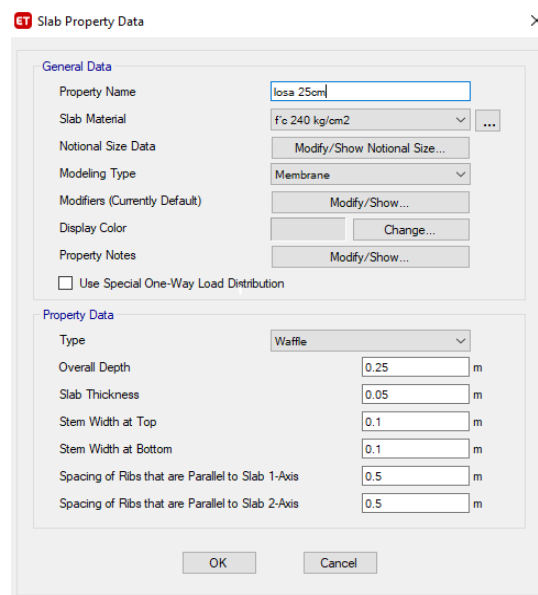 ET Slab Property Data
General Data
Property Name losa 25cm
Slab Material f'c 240 kg/cm2 ...
Notional Size Data Modify/Show Notional Size...
Modeling Type Membrane
Modifiers (Currently Default) Modify/Show...
Display Color Change...
Property Notes Modify/Show...
Use Special One-Way Load Distribution
Property Data
Type Waffle
Overall Depth 0.25 m
Slab Thickness 0.05 m
Stem Width at Top 0.1 m
Stem Width at Bottom 0.1 m
Spacing of Ribs that are Parallel to Slab 1-Axis 0.5 m
Spacing of Ribs that are Parallel to Slab 2-Axis 0.5 m
OK Cancel